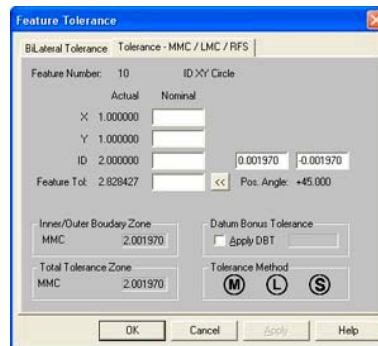 Feature Tolerance
BiLateral Tolerance Tolerance - MMC / LMC / RFS
Feature Number: 10 ID XY Circle
Actual Nominal
X 1.000000
Y 1.000000
ID 2.000000 0.001970 -0.001970
Feature Tol: 2.828427 << Pos. Angle: +45.000
Inner/Outer Boudary Zone Datum Bonus Tolerance
MMC 2.001970 Apply DBT
Total Tolerance Zone Tolerance Method
MMC 2.001970 M L S
OK Cancel Apply Help